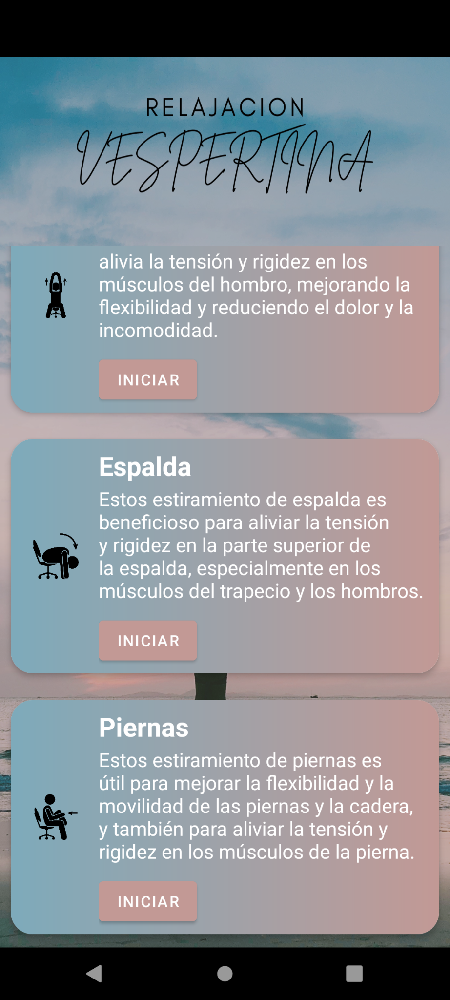 RELAJACION
VESPERTINA
alivia la tensión y rigidez en los
músculos del hombro, mejorando la
flexibilidad y reduciendo el dolor y la
incomodidad.
INICIAR
Espalda
Estos estiramiento de espalda es
beneficioso para aliviar la tensión
y rigidez en la parte superior de
la espalda, especialmente en los
músculos del trapecio y los hombros.
INICIAR
Piernas
Estos estiramiento de piernas es
útil para mejorar la flexibilidad y la
movilidad de las piernas y la cadera,
y también para aliviar la tensión y
rigidez en los músculos de la pierna.
INICIAR